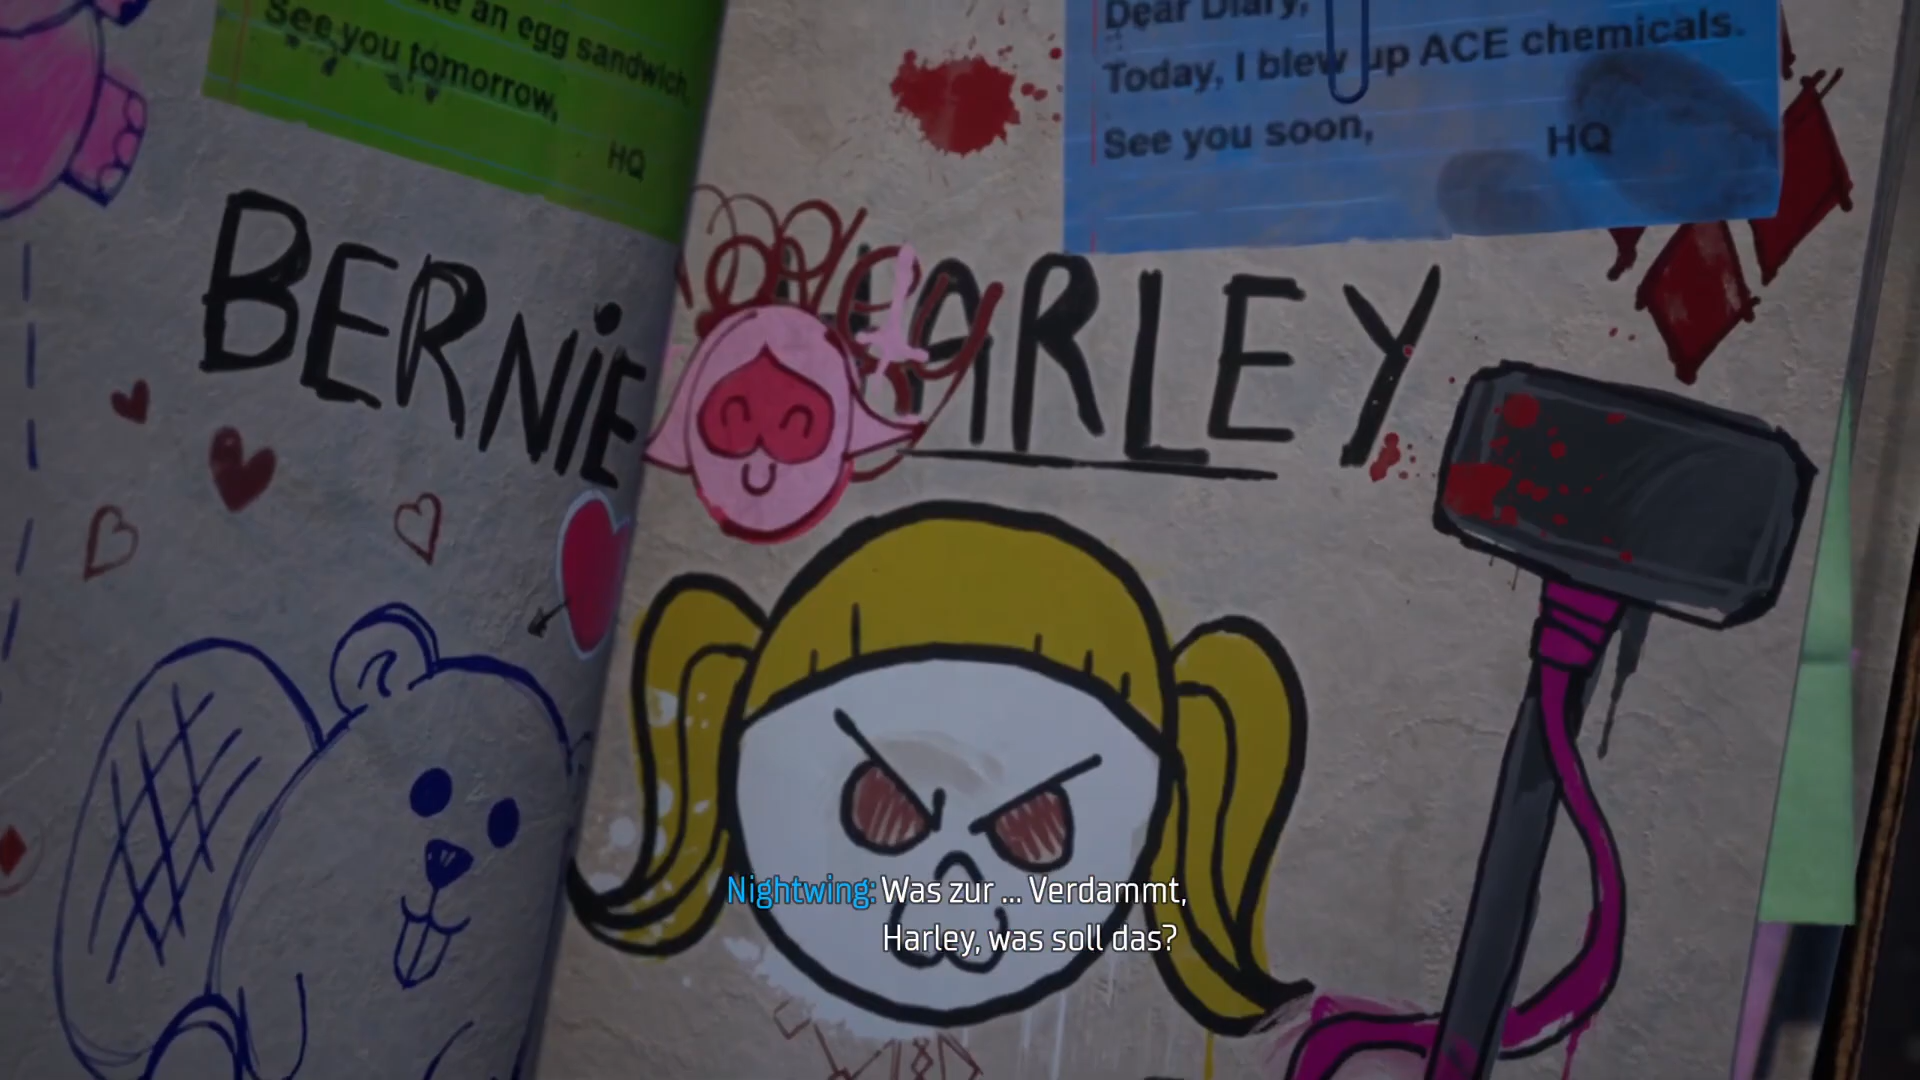 an egg sandwich.
See you tomorrow,
HQ
Dear Diary,
Today, I blew up ACE chemicals.
See you soon,
HQ
BERNiE
HARLEY
Nightwing: Was zur ... Verdammt,
Harley, was soll das?